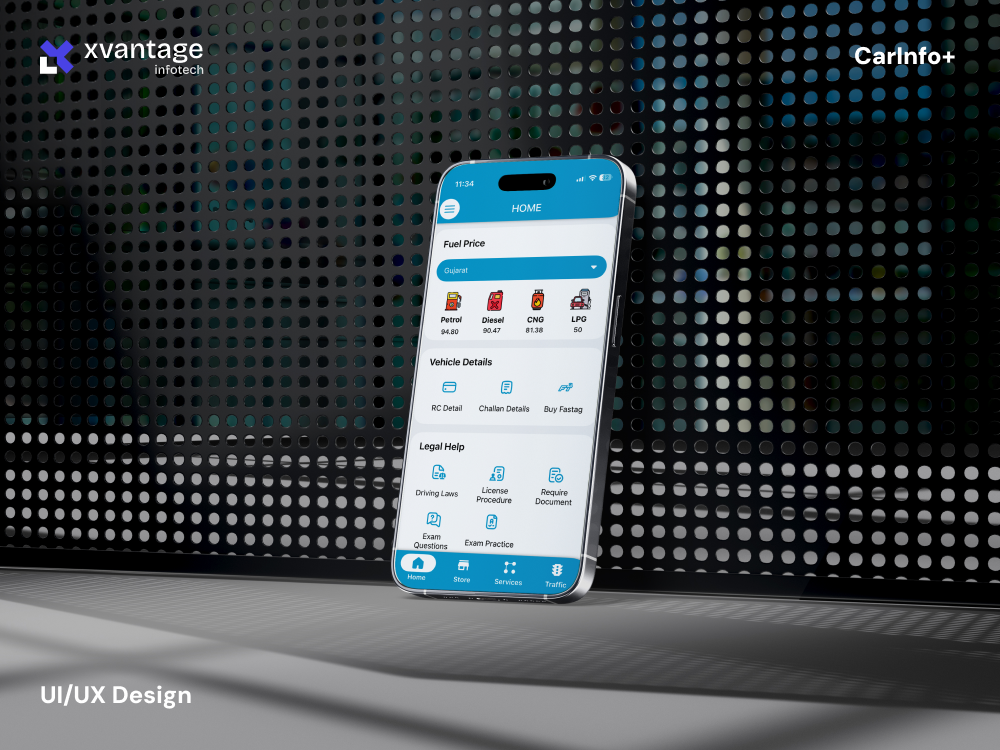 xvantage
infotech
CarInfo+
11:34
HOME
Fuel Price
Gujarat
Petrol
Diesel
CNG
LPG
94.80
90.47
81.38
50
Vehicle Details
RC Detail
Challan Details
Buy Fastag
Legal Help
Driving Laws
License
Procedure
Require
Document
Exam
Questions
Exam Practice
Home
Store
Services
Traffic
UI/UX Design